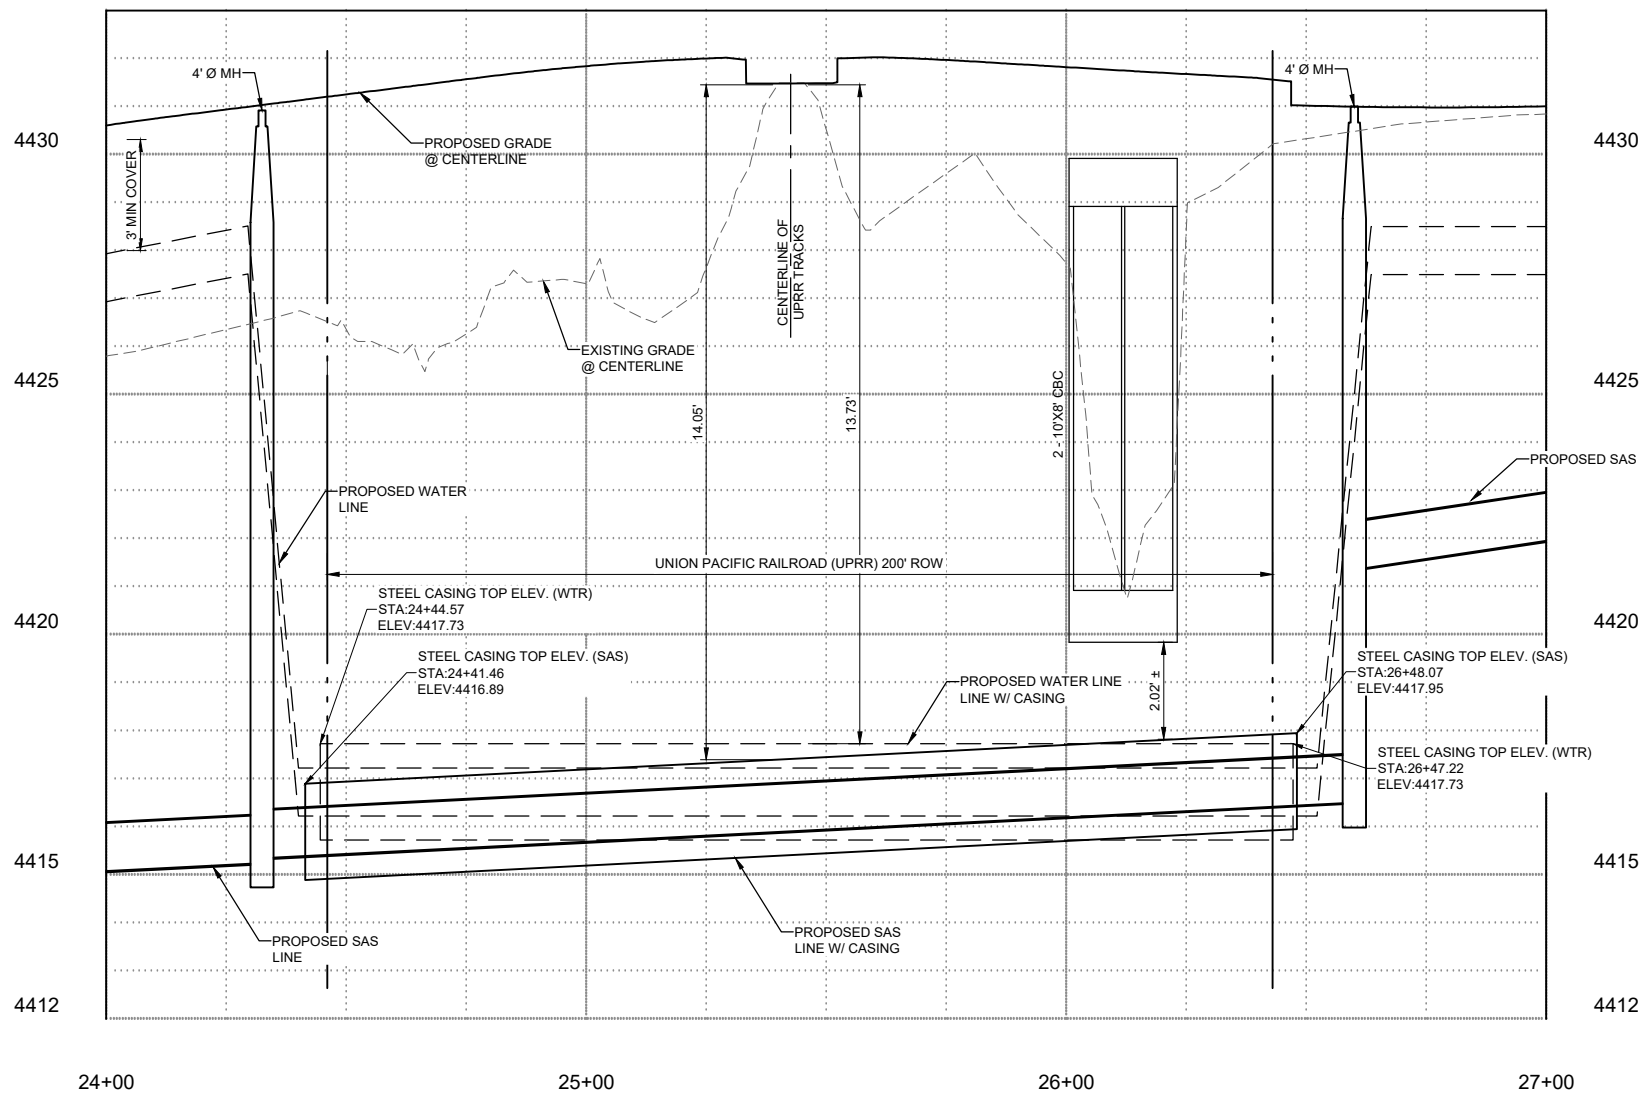 4' Ø MH
4' Ø MH
4430
4430
PROPOSED GRADE
@ CENTERLINE
3' MIN COVER
CENTERLINE OF
UPRR TRACKS
EXISTING GRADE
@ CENTERLINE
4425
4425
14.05'
13.73'
2 - 10'X8' CBC
PROPOSED SAS
PROPOSED WATER
LINE
UNION PACIFIC RAILROAD (UPRR) 200' ROW
STEEL CASING TOP ELEV. (WTR)
STA:24+44.57
ELEV:4417.73
4420
4420
STEEL CASING TOP ELEV. (SAS)
STA:24+41.46
ELEV:4416.89
STEEL CASING TOP ELEV. (SAS)
STA:26+48.07
ELEV:4417.95
PROPOSED WATER LINE
LINE W/ CASING
2.02' ±
STEEL CASING TOP ELEV. (WTR)
STA:26+47.22
ELEV:4417.73
4415
4415
PROPOSED SAS
LINE
PROPOSED SAS
LINE W/ CASING
4412
4412
24+00
25+00
26+00
27+00